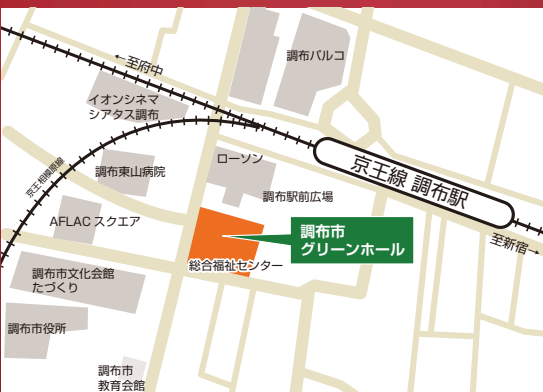 調布パルコ
←至府中
イオンシネマ
シアタス調布
ローソン
京王線 調布駅
京王相模原線
調布東山病院
調布駅前広場
AFLAC スクエア
調布市
グリーンホール
至新宿→
総合福祉センター
調布市文化会館
たづくり
調布市役所
調布市
教育会館